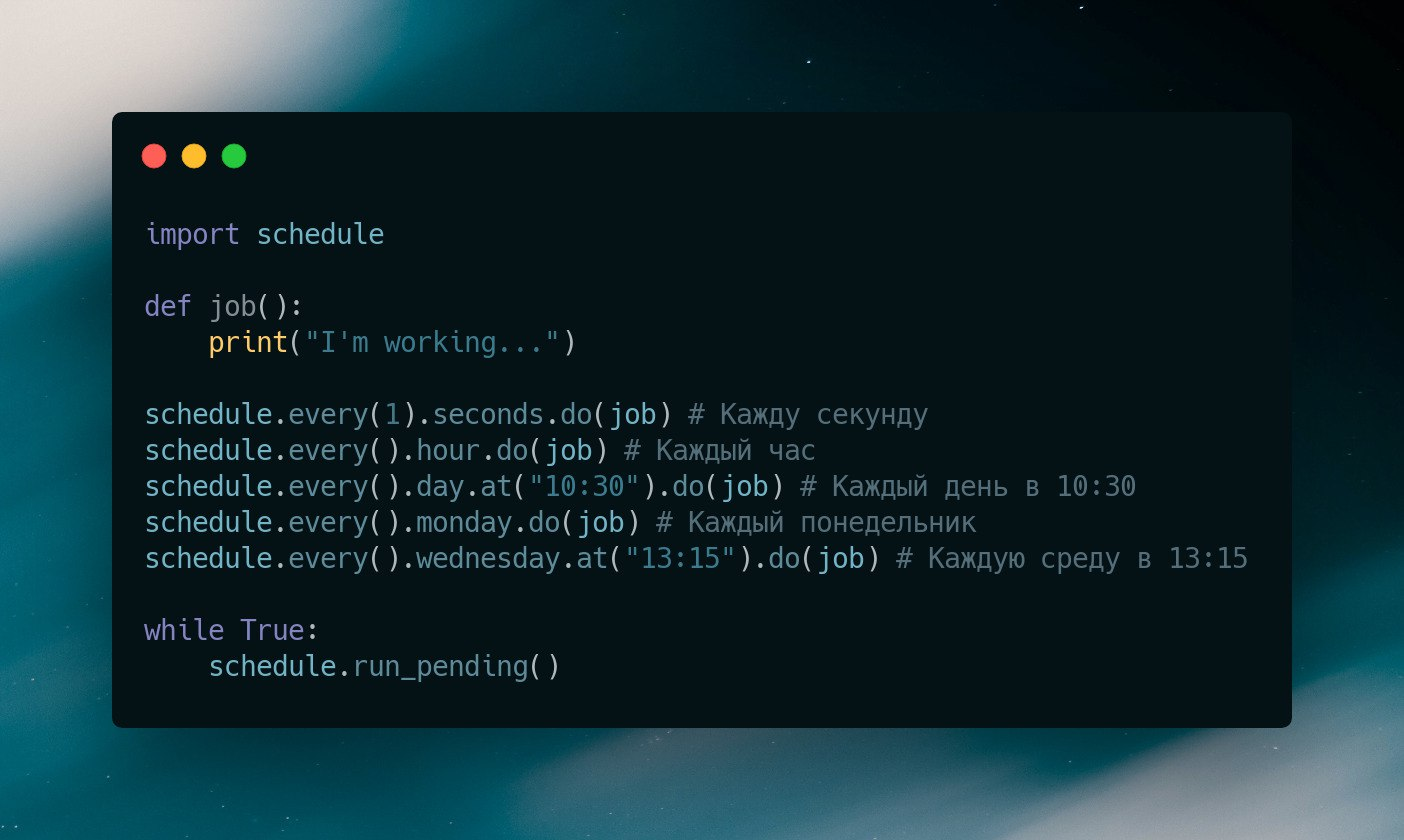 import schedule
def job():
    print("I'm working...")
schedule.every(1).seconds.do(job) # Кажду секунду
schedule.every().hour.do(job) # Каждый час
schedule.every().day.at("10:30").do(job) # Каждый день в 10:30
schedule.every().monday.do(job) # Каждый понедельник
schedule.every().wednesday.at("13:15").do(job) # Каждую среду в 13:15
while True:
    schedule.run_pending()